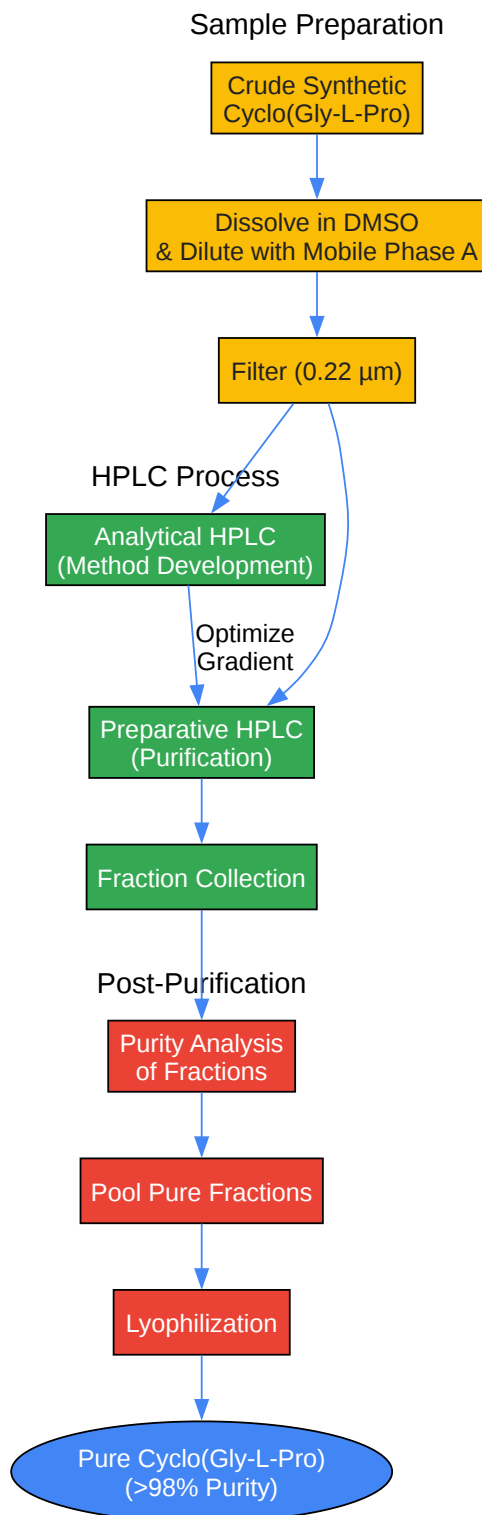 Sample Preparation
Crude Synthetic
Cyclo(Gly-L-Pro)
Dissolve in DMSO
& Dilute with Mobile Phase A
Filter (0.22 µm)
HPLC Process
Analytical HPLC
(Method Development)
Optimize
Gradient
Preparative HPLC
(Purification)
Fraction Collection
Post-Purification
Purity Analysis
of Fractions
Pool Pure Fractions
Lyophilization
Pure Cyclo(Gly-L-Pro)
(>98% Purity)